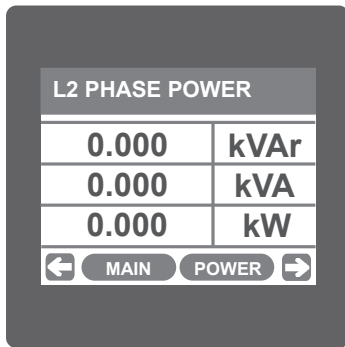 L2 PHASE POWER
0.000 kVAr
0.000 kVA
0.000 kW
MAIN POWER